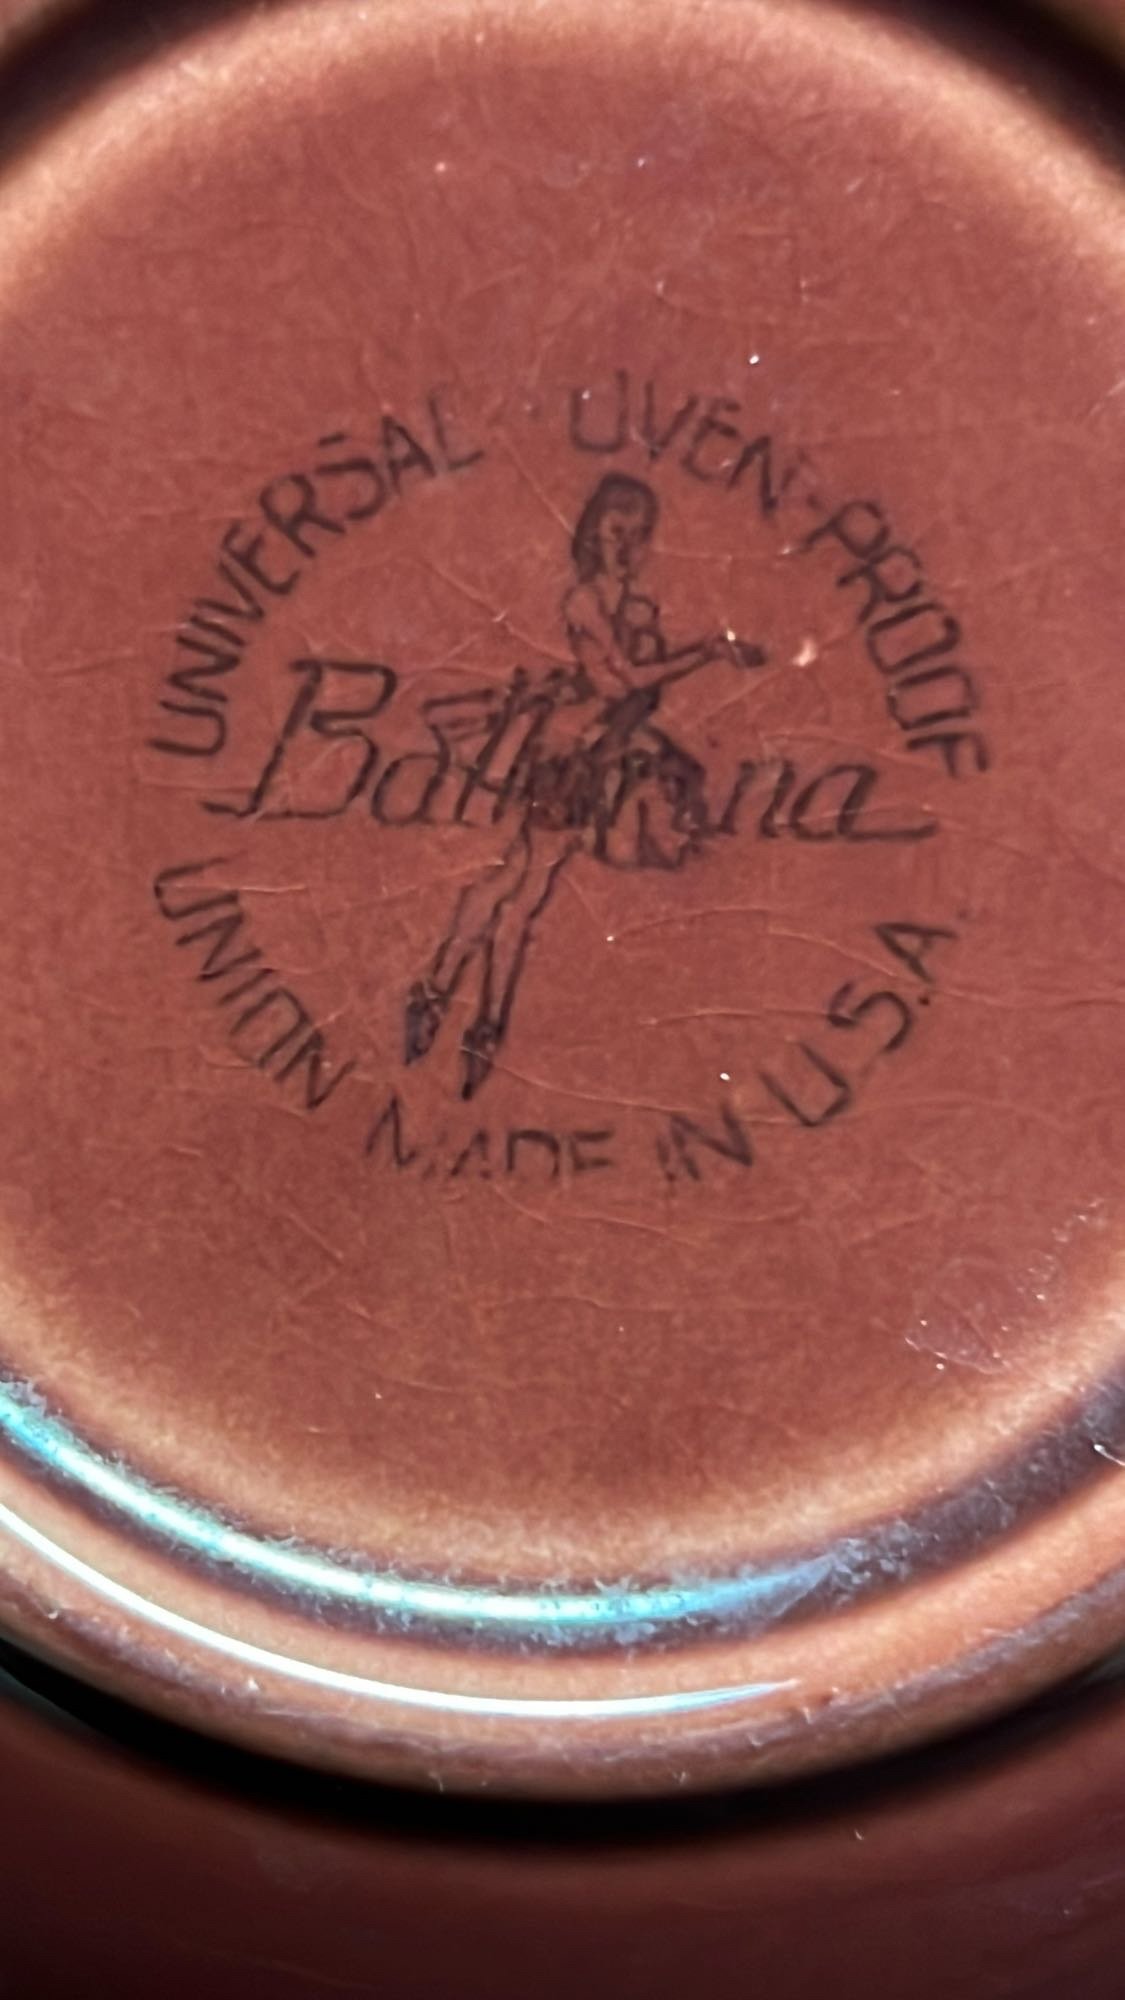 UNIVERSAL OVEN-PROOF
Ballerina
UNION MADE IN U.S.A.